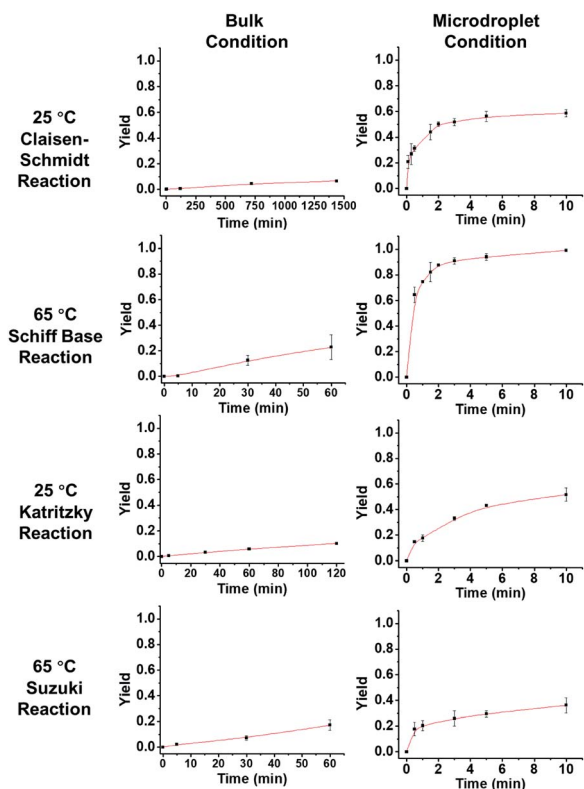 Bulk
Condition
Microdroplet
Condition
25 °C
Claisen-
Schmidt
Reaction
Yield
1.0
0.8
0.6
0.4
0.2
0.0
0 250 500 750 1000 1250 1500
Time (min)
Yield
1.0
0.8
0.6
0.4
0.2
0.0
0 2 4 6 8 10
Time (min)
65 °C
Schiff Base
Reaction
Yield
1.0
0.8
0.6
0.4
0.2
0.0
0 10 20 30 40 50 60
Time (min)
Yield
1.0
0.8
0.6
0.4
0.2
0.0
0 2 4 6 8 10
Time (min)
25 °C
Katritzky
Reaction
Yield
1.0
0.8
0.6
0.4
0.2
0.0
0 20 40 60 80 100 120
Time (min)
Yield
1.0
0.8
0.6
0.4
0.2
0.0
0 2 4 6 8 10
Time (min)
65 °C
Suzuki
Reaction
Yield
1.0
0.8
0.6
0.4
0.2
0.0
0 10 20 30 40 50 60
Time (min)
Yield
1.0
0.8
0.6
0.4
0.2
0.0
0 2 4 6 8 10
Time (min)